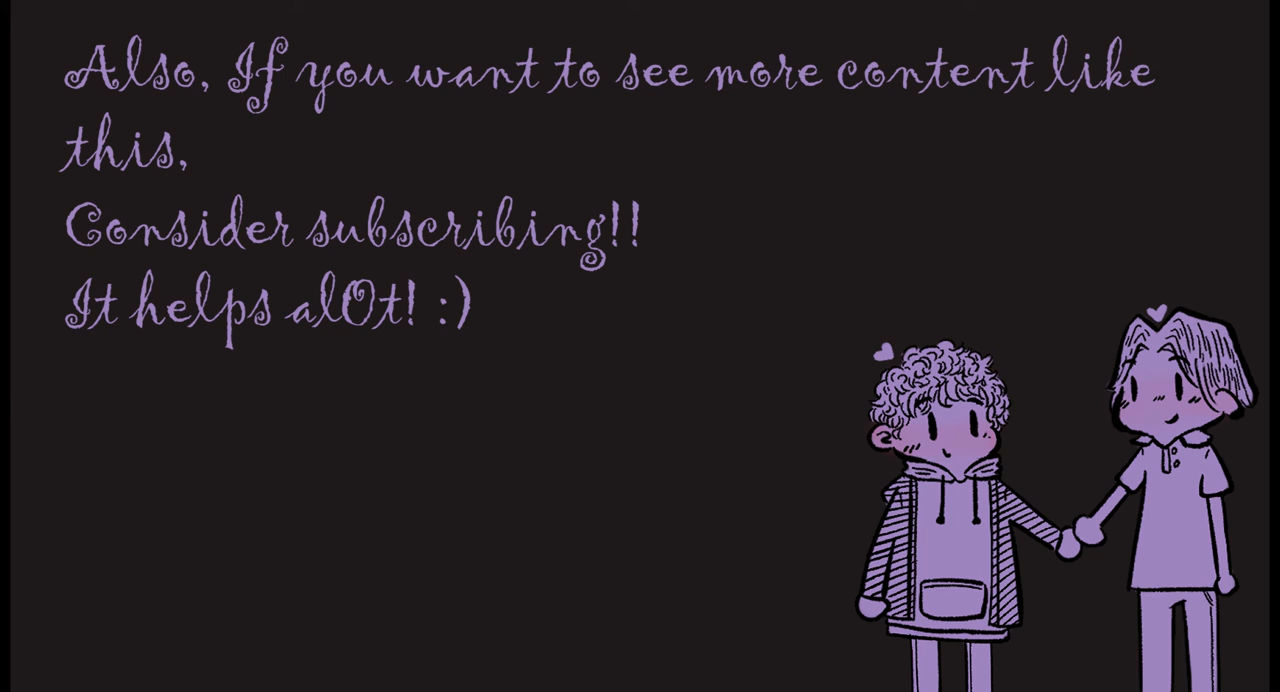 Also, If you want to see more content like
this,
Consider subscribing!!
It helps alOt! :)